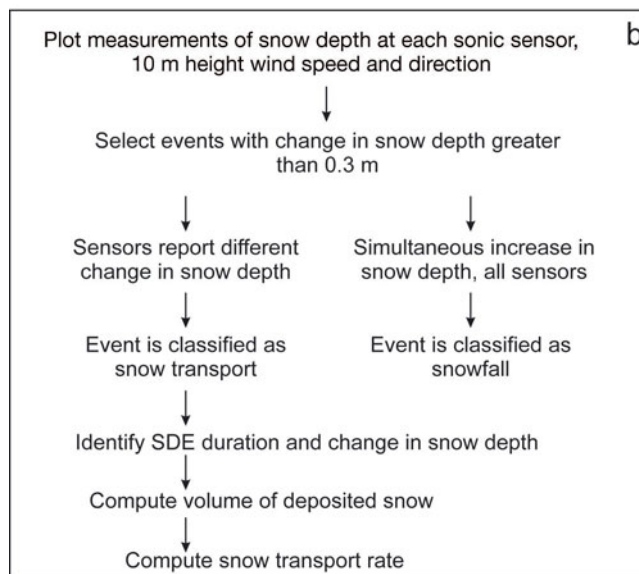 b
Plot measurements of snow depth at each sonic sensor,
10 m height wind speed and direction
Select events with change in snow depth greater
than 0.3 m
Sensors report different
change in snow depth
Simultaneous increase in
snow depth, all sensors
Event is classified as
snow transport
Event is classified as
snowfall
Identify SDE duration and change in snow depth
Compute volume of deposited snow
Compute snow transport rate